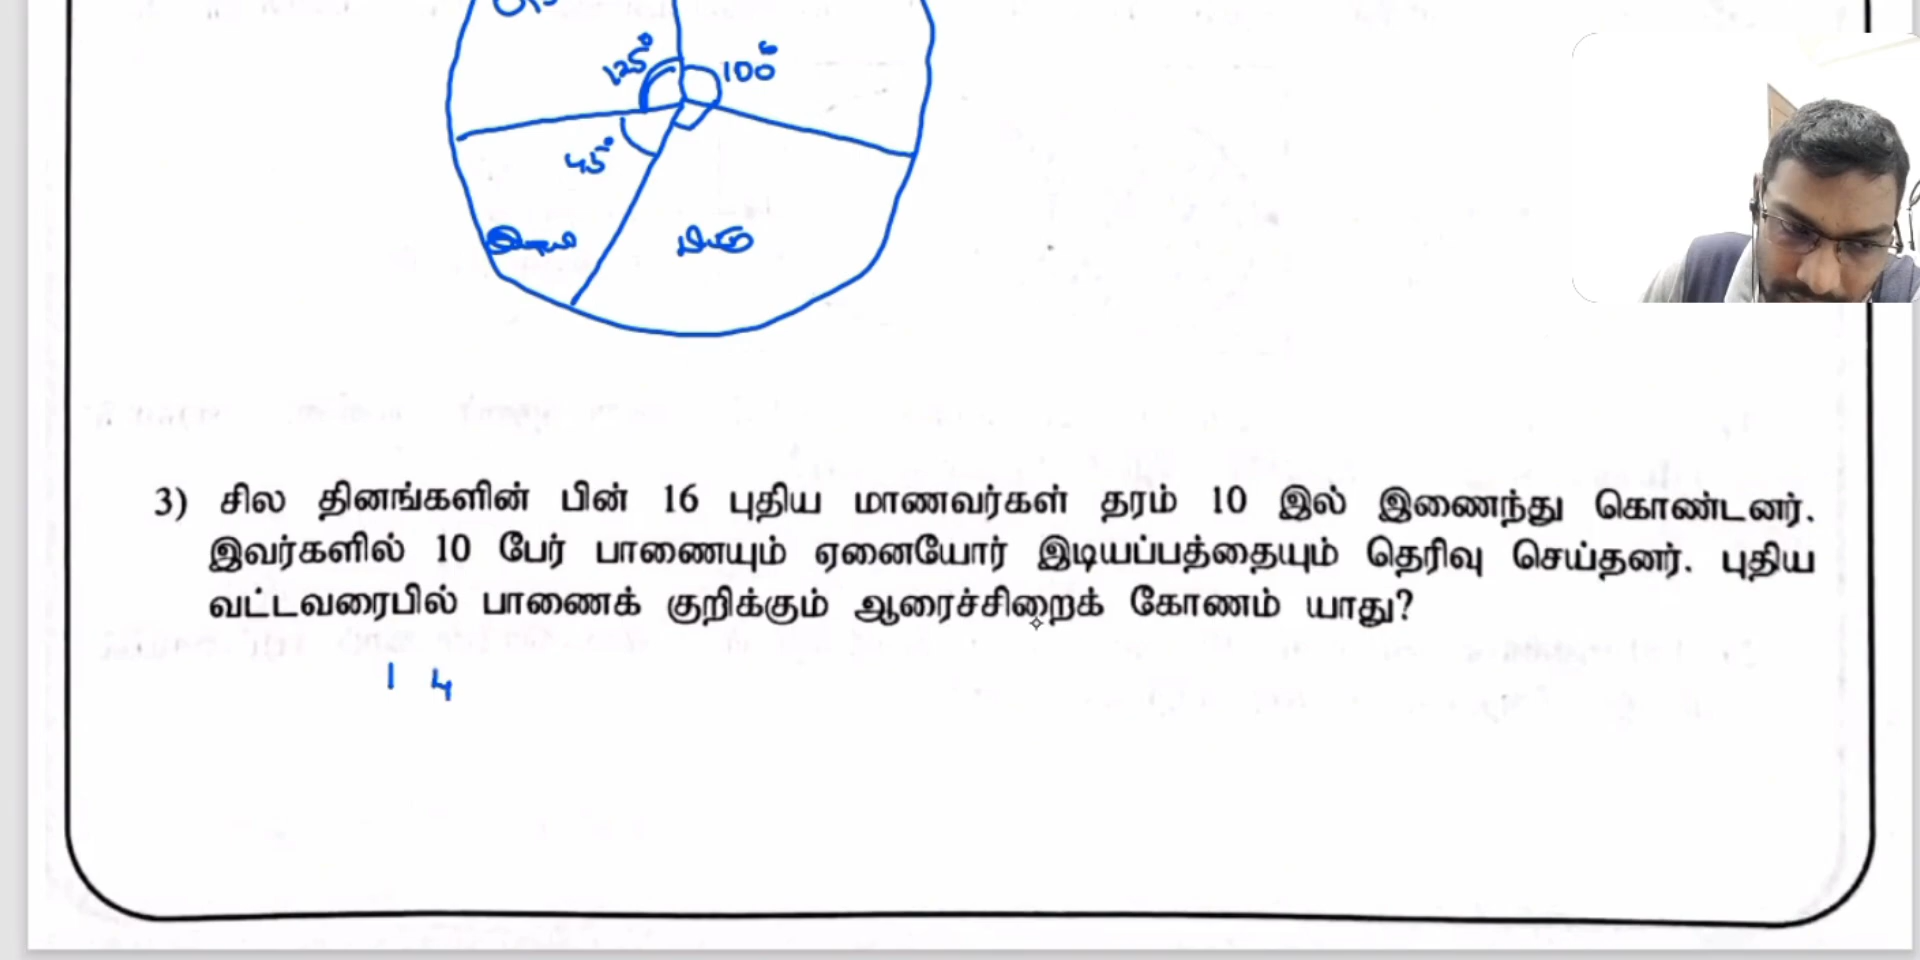 125°
100°
45°
3) சில தினங்களின் பின் 16 புதிய மாணவர்கள் தரம் 10 இல் இணைந்து கொண்டனர்.
இவர்களில் 10 பேர் பாணையும் ஏனையோர் இடியப்பத்தையும் தெரிவு செய்தனர். புதிய
வட்டவரைபில் பாணைக் குறிக்கும் ஆரைச்சிறைக் கோணம் யாது?
1 4